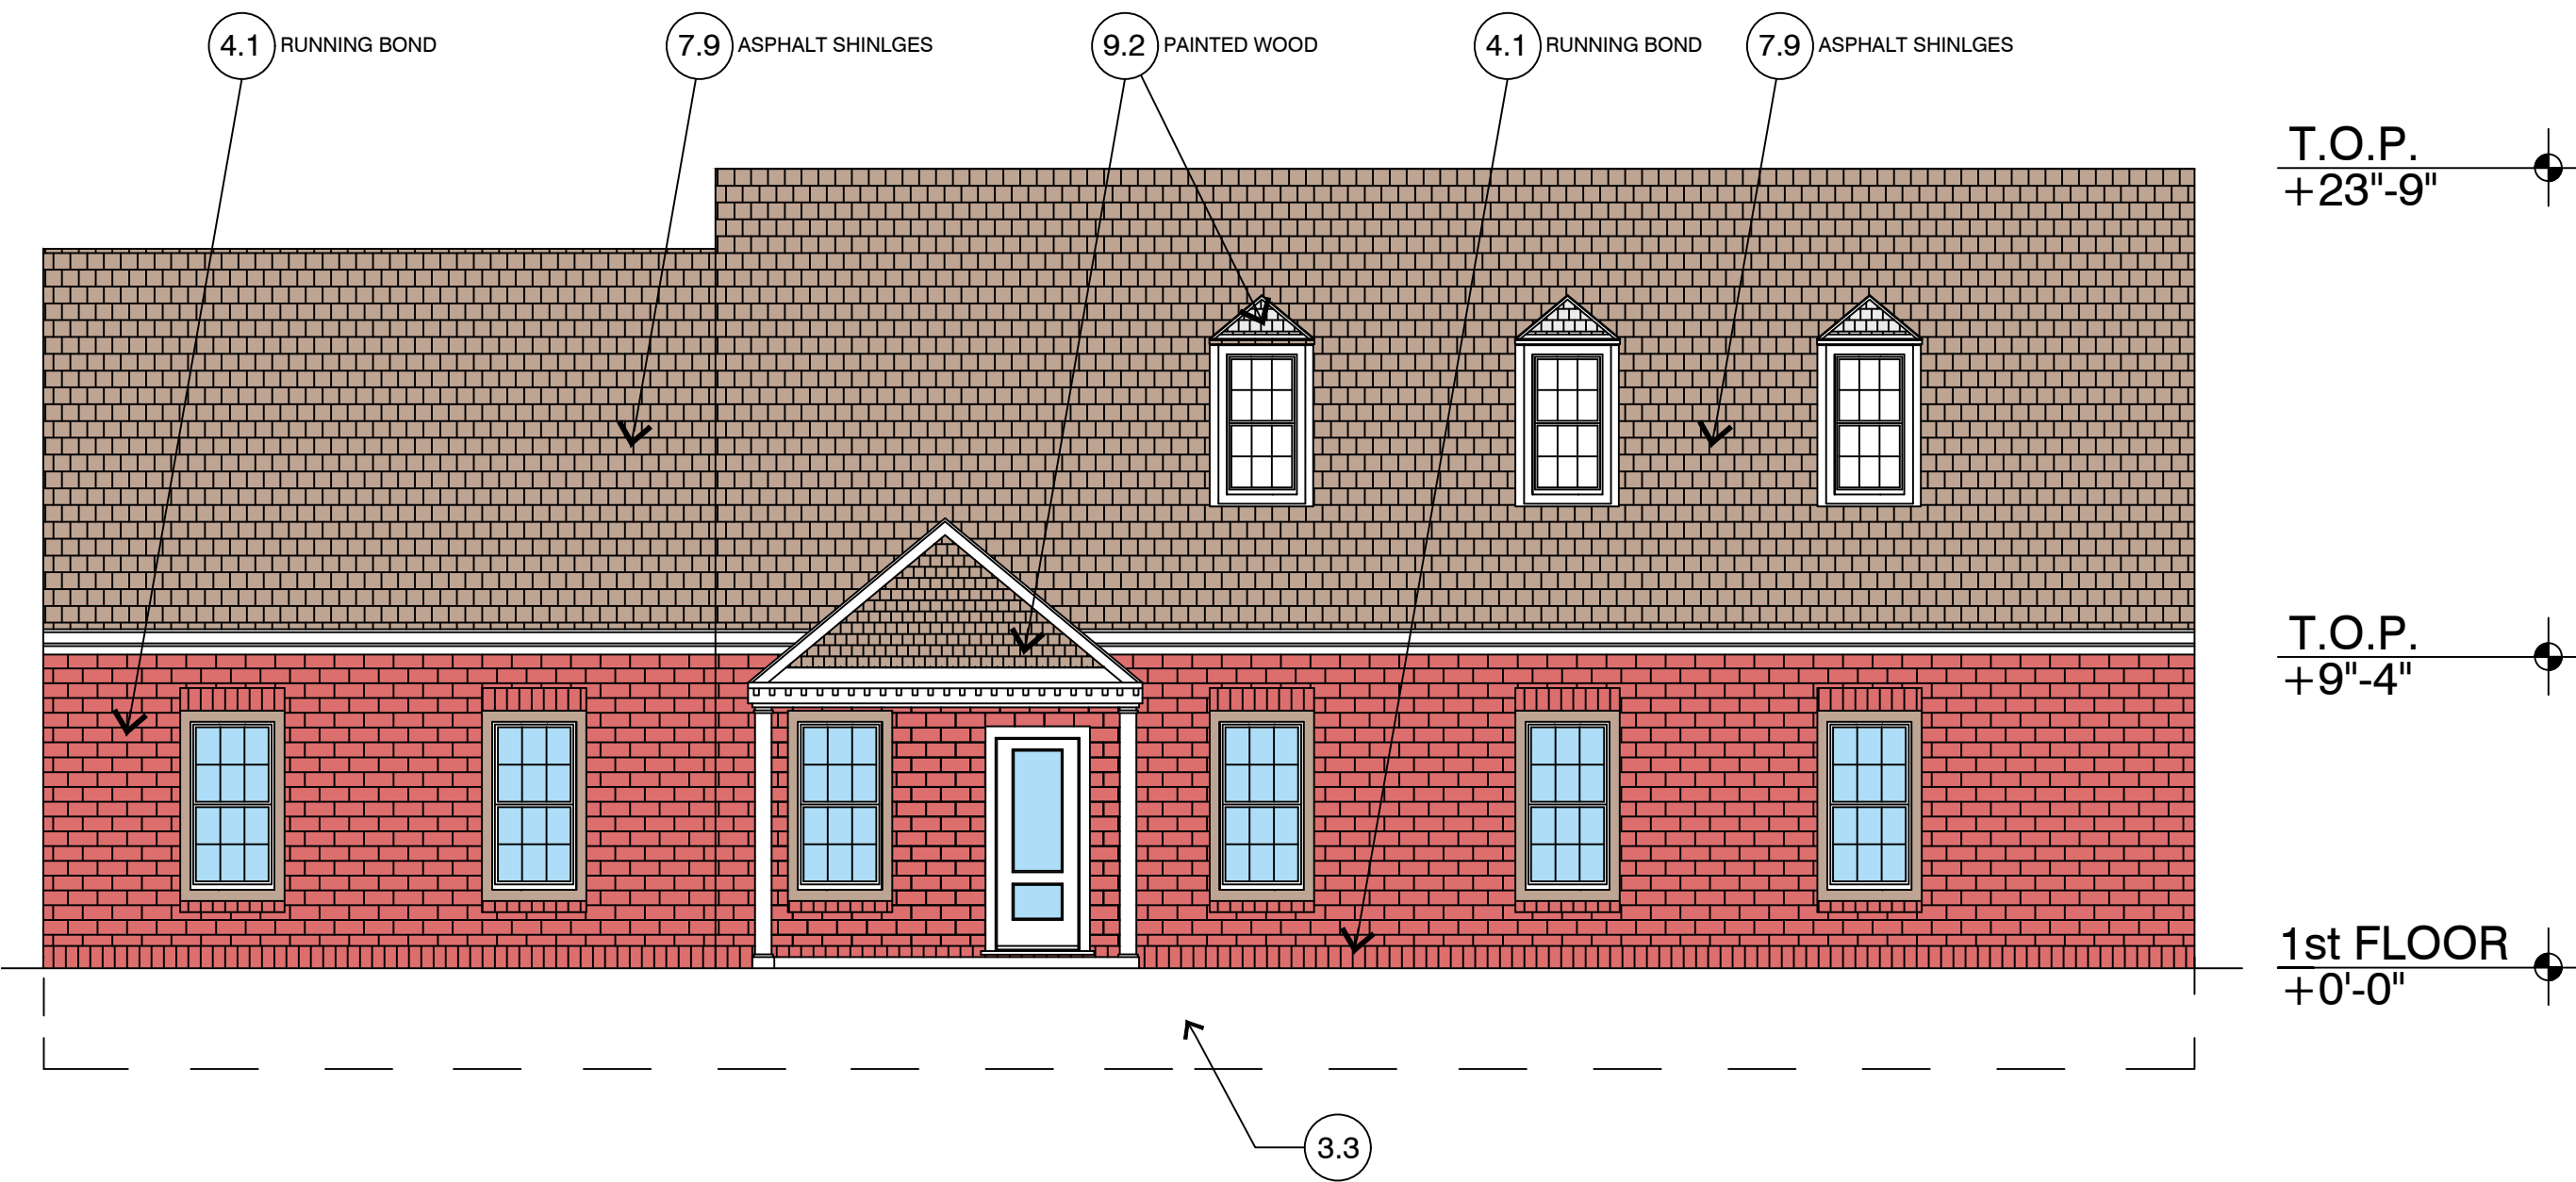 4.1 RUNNING BOND
7.9 ASPHALT SHINLGES
9.2 PAINTED WOOD
4.1 RUNNING BOND
7.9 ASPHALT SHINLGES
T.O.P.
+23"-9"
T.O.P.
+9"-4"
1st FLOOR
+0'-0"
3.3